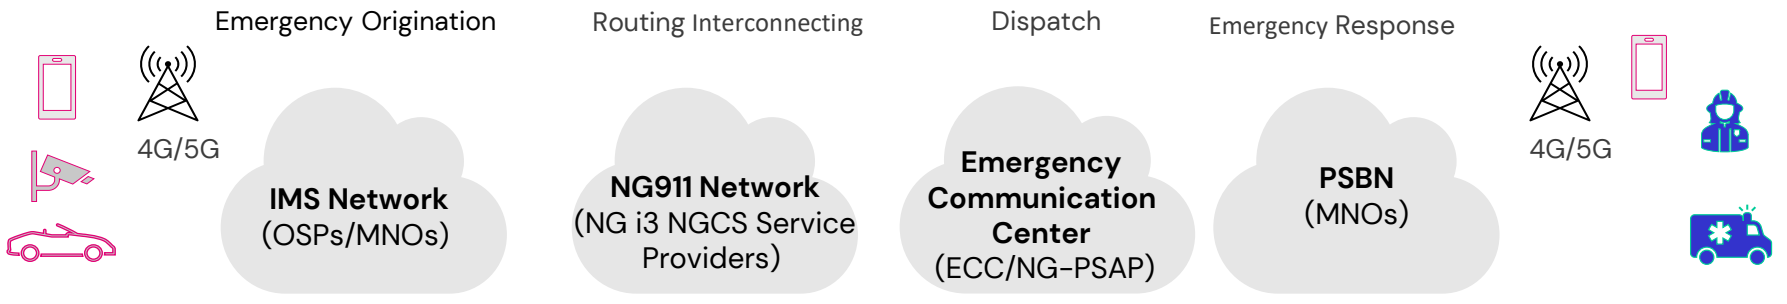 Emergency Origination
Routing Interconnecting
Dispatch
Emergency Response
4G/5G
IMS Network
(OSPs/MNOs)
NG911 Network
(NG i3 NGCS Service
Providers)
Emergency
Communication
Center
(ECC/NG-PSAP)
PSBN
(MNOs)
4G/5G